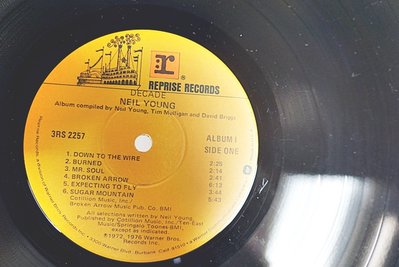 r
REPRISE RECORDS
DECADE
NEIL YOUNG
Album compiled by Neil Young, Tim Mulligan and David Briggs
3RS 2257
ALBUM I
SIDE ONE
1. DOWN TO THE WIRE 2:25
2. BURNED 2:14
3. MR. SOUL 2:41
4. BROKEN ARROW 6:13
5. EXPECTING TO FLY 3:44
6. SUGAR MOUNTAIN 5:43
Cotillion Music, Inc./
Broken Arrow Music Pub. Co. BMI
All selections written by Neil Young,
Published by Cotillion Music, Inc./Ten-East
Music/Springalo Toones-BMI
except as indicated.
1972, 1976 Warner Bros.
Records Inc.